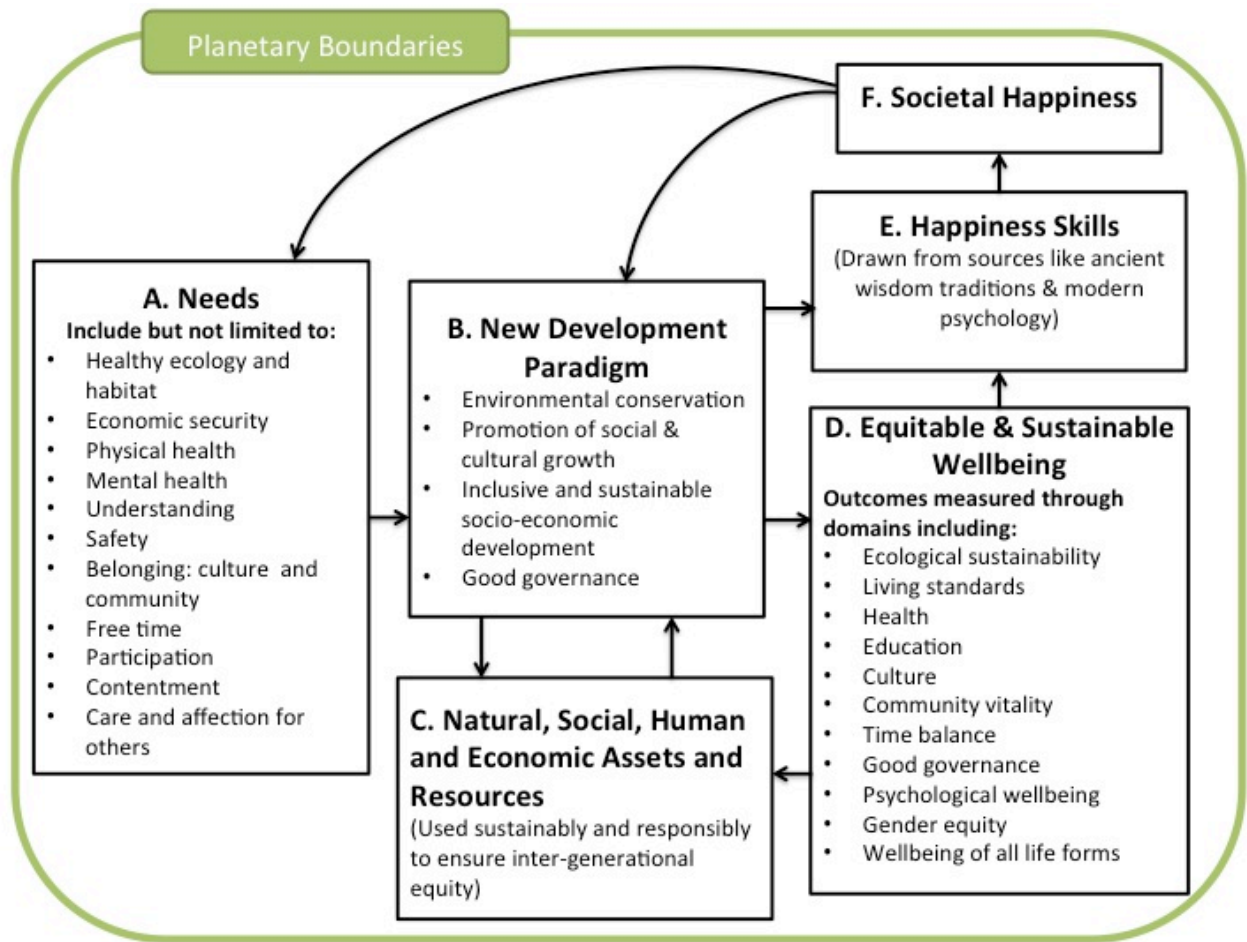 Planetary Boundaries
F. Societal Happiness
E. Happiness Skills
(Drawn from sources like ancient
wisdom traditions & modern
psychology)
A. Needs
Include but not limited to:
• Healthy ecology and
habitat
• Economic security
• Physical health
• Mental health
• Understanding
• Safety
• Belonging: culture and
community
• Free time
• Participation
• Contentment
• Care and affection for
others
B. New Development
Paradigm
• Environmental conservation
• Promotion of social &
cultural growth
• Inclusive and sustainable
socio-economic
development
• Good governance
C. Natural, Social, Human
and Economic Assets and
Resources
(Used sustainably and responsibly
to ensure inter-generational
equity)
D. Equitable & Sustainable
Wellbeing
Outcomes measured through
domains including:
• Ecological sustainability
• Living standards
• Health
• Education
• Culture
• Community vitality
• Time balance
• Good governance
• Psychological wellbeing
• Gender equity
• Wellbeing of all life forms